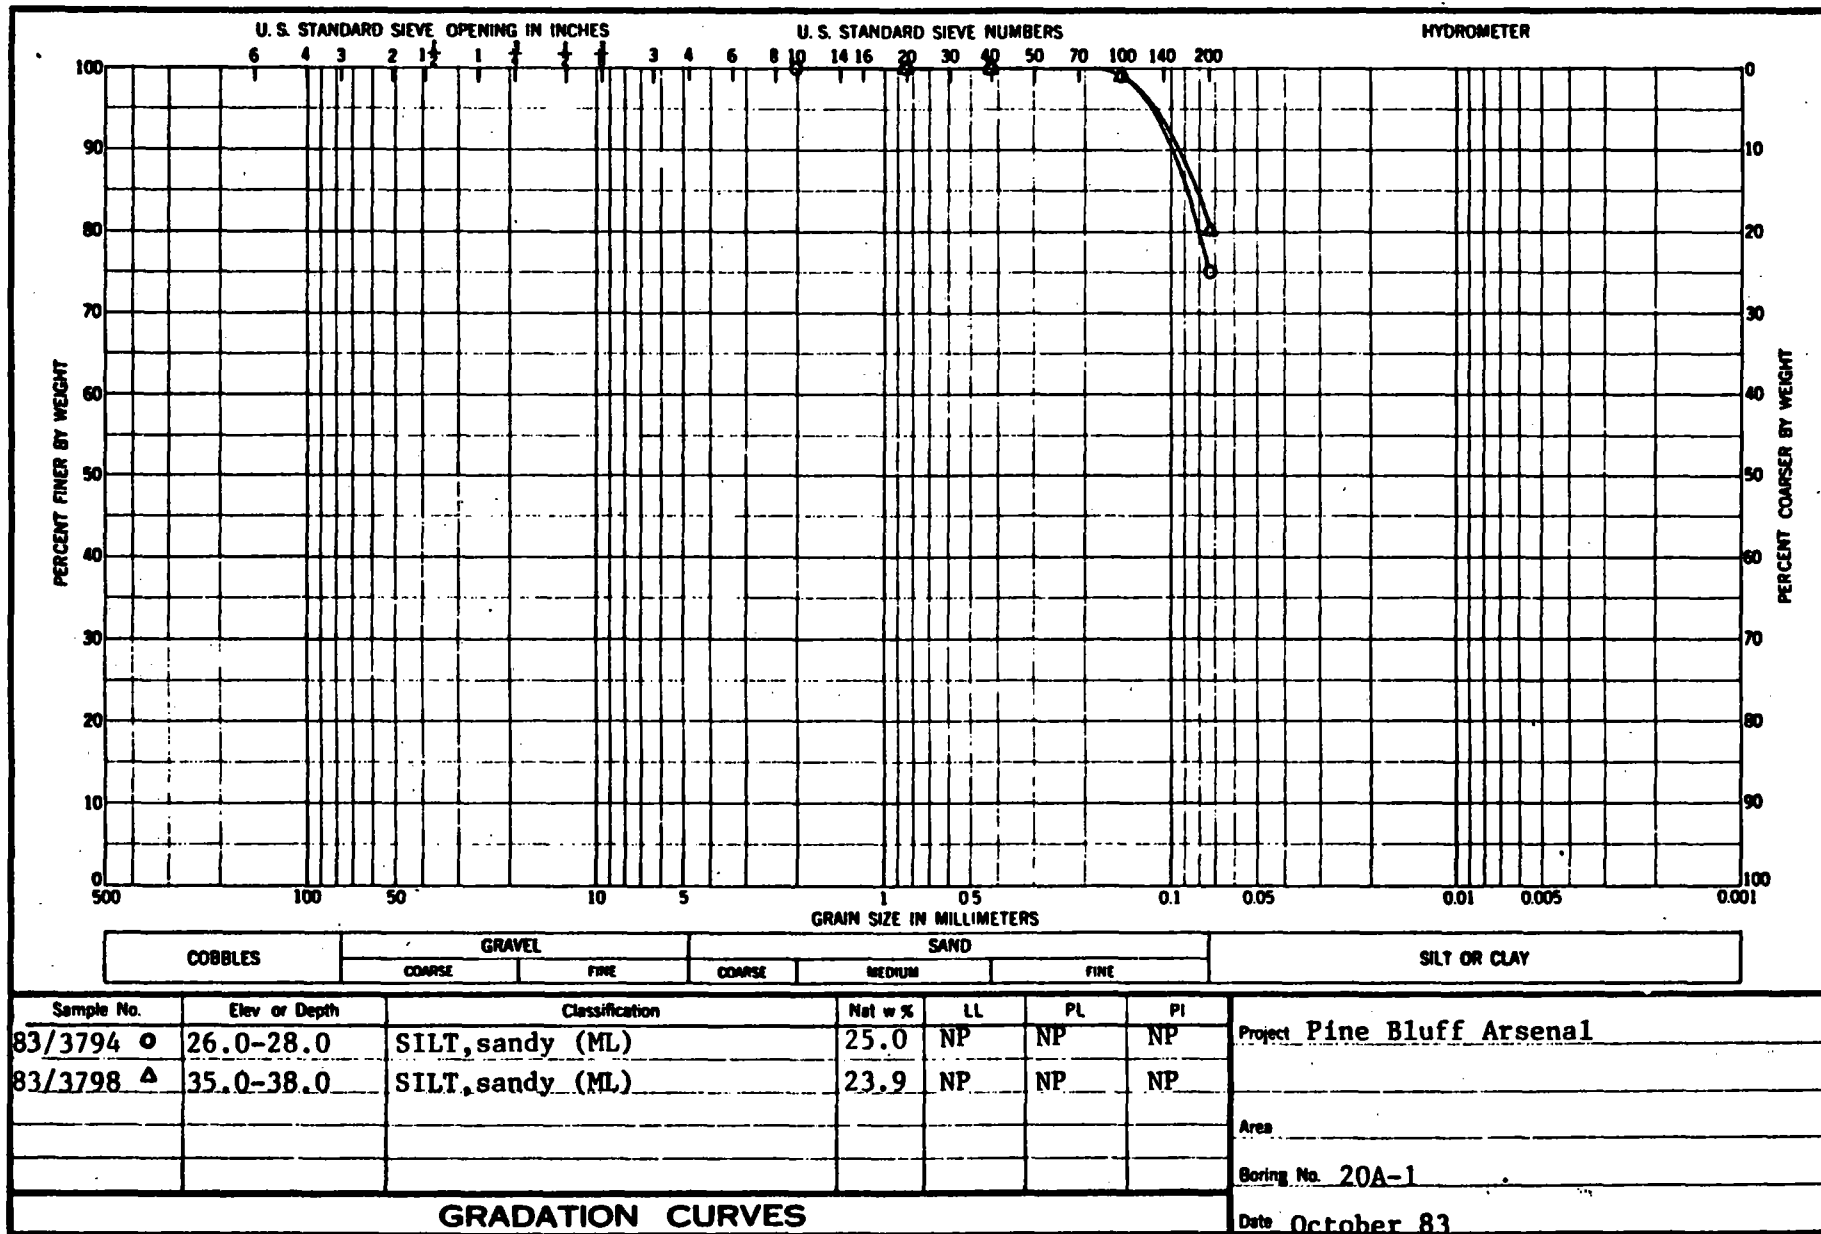 U. S. STANDARD SIEVE OPENING IN INCHES U. S. STANDARD SIEVE NUMBERS HYDROMETER
6 4 3 2 1½ 1 ¾ ½ 3 4 6 8 10 14 16 20 30 40 50 70 100 140 200
100 0
90 10
80 20
70 30
60 40
50 50
40 60
30 70
20 80
10 90
0 100
PERCENT FINER BY WEIGHT
PERCENT COARSER BY WEIGHT
500 100 50 10 5 1 0 5 0.1 0.05 0.01 0.005 0.001
GRAIN SIZE IN MILLIMETERS
COBBLES GRAVEL SAND SILT OR CLAY
COARSE FINE COARSE MEDIUM FINE
Sample No. Elev or Depth Classification Nat w % LL PL PI
83/3794 26.0-28.0 SILT,sandy (ML) 25.0 NP NP NP
83/3798 35.0-38.0 SILT,sandy (ML) 23.9 NP NP NP
Project Pine Bluff Arsenal
Area
Boring No. 20A-1
Date October 83
GRADATION CURVES